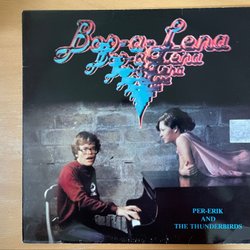 Bop-a-Lena
PER-ERIK
AND
THE THUNDERBIRDS